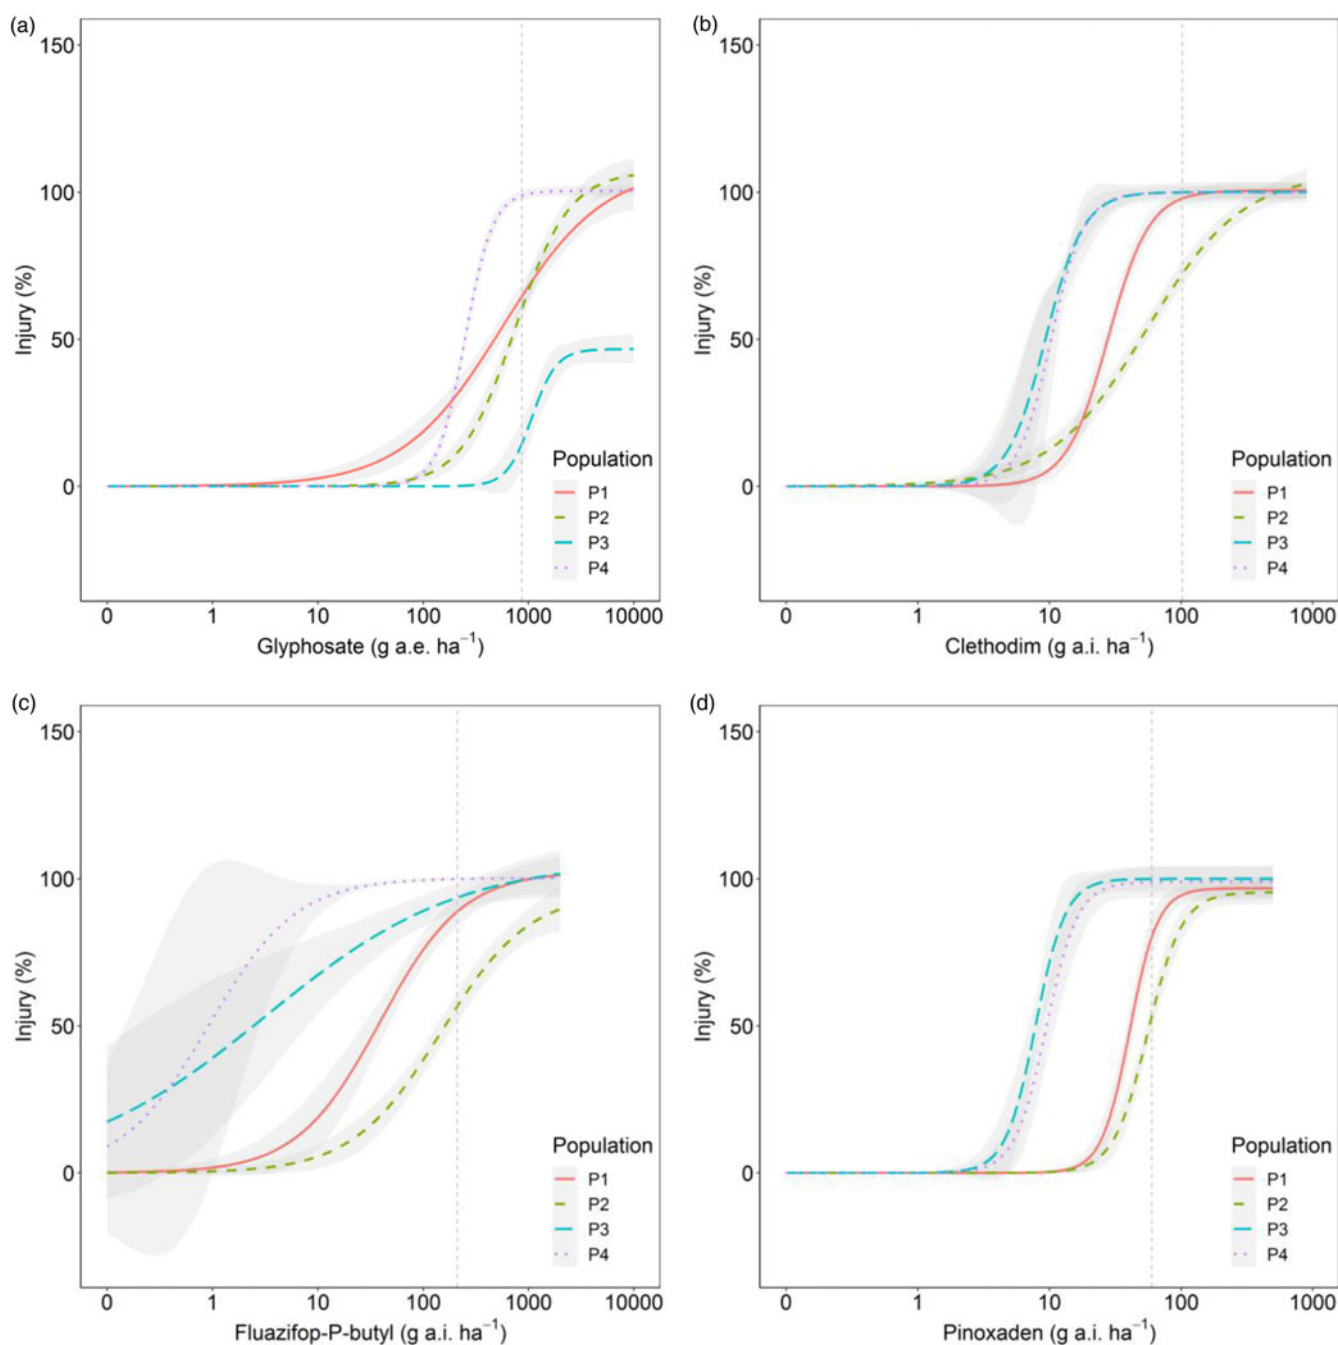 (a)
150
100
50
0
Injury (%)
Population
P1
P2
P3
P4
0 1 10 100 1000 10000
Glyphosate (g a.e. ha⁻¹)
(b)
150
100
50
0
Injury (%)
Population
P1
P2
P3
P4
0 1 10 100 1000
Clethodim (g a.i. ha⁻¹)
(c)
150
100
50
0
Injury (%)
Population
P1
P2
P3
P4
0 1 10 100 1000 10000
Fluazifop-P-butyl (g a.i. ha⁻¹)
(d)
150
100
50
0
Injury (%)
Population
P1
P2
P3
P4
0 1 10 100 1000
Pinoxaden (g a.i. ha⁻¹)